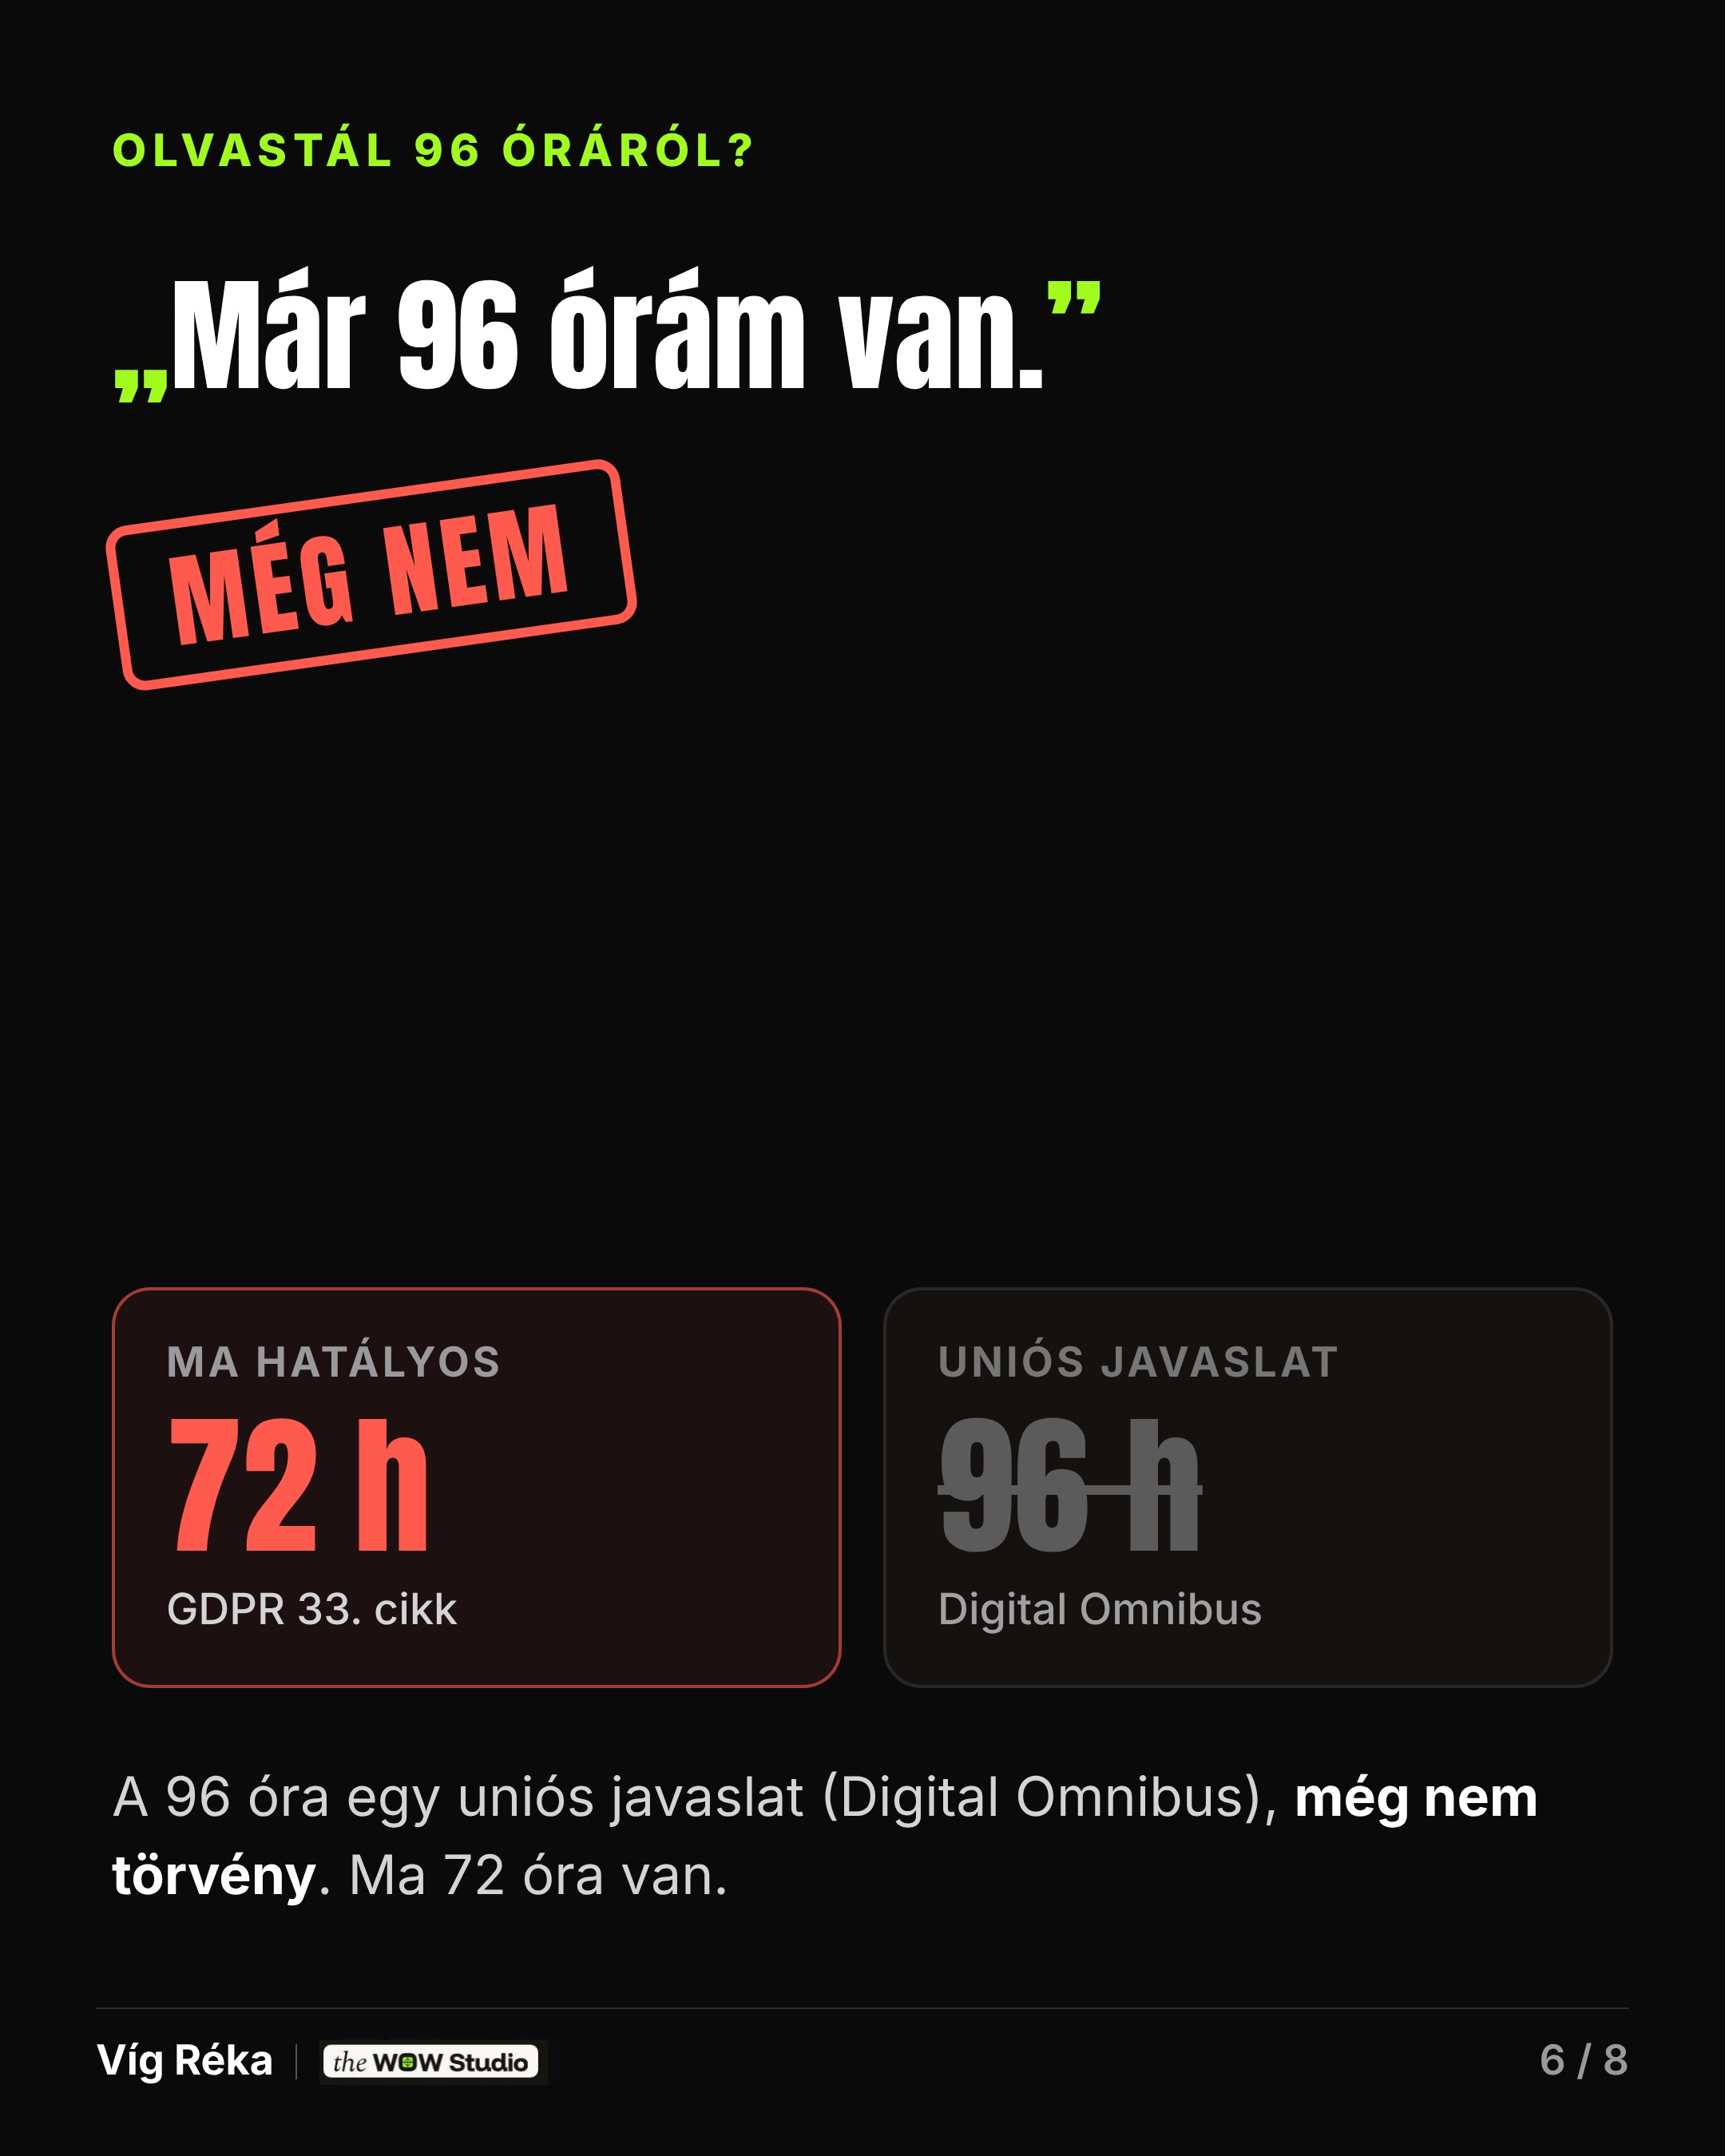 OLVASTÁL 96 ÓRÁRÓL?
„Már 96 órám van.”
MÉG NEM
MA HATÁLYOS
72 h
GDPR 33. cikk
UNIÓS JAVASLAT
96 h
Digital Omnibus
A 96 óra egy uniós javaslat (Digital Omnibus), még nem
törvény. Ma 72 óra van.
Víg Réka
the WOW Studio
6 / 8